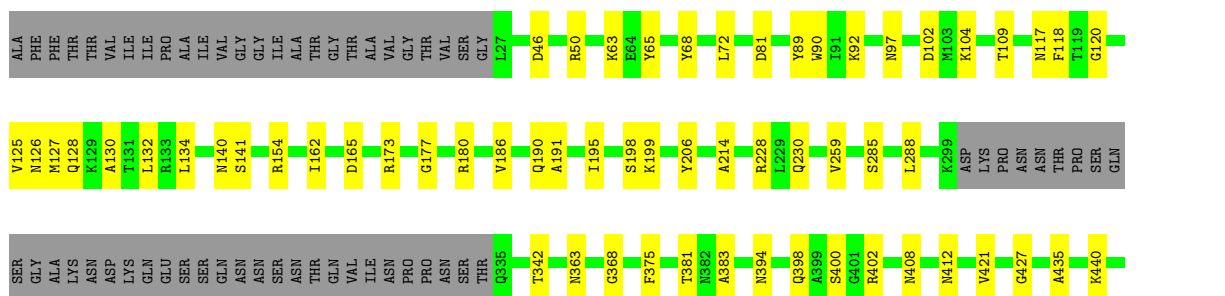 ALA PHE PHE THR THR VAL ILE ILE PRO ALA ILE VAL GLY GLY ILE ALA THR GLY THR ALA VAL GLY THR VAL SER GLY L27 D46 R50 K63 E64 Y65 Y68 L72 D81 Y89 W90 I91 K92 N97 D102 M103 K104 T109 N117 F118 T119 G120
V125 N126 M127 Q128 K129 A130 T131 L132 R133 L134 N140 S141 R154 I162 D165 R173 G177 R180 V186 Q190 A191 I195 S198 K199 Y206 A214 R228 L229 Q230 V259 S285 L288 K299 ASP LYS PRO ASN ASN THR PRO SER GLN
SER GLY ALA LYS ASN ASP LYS GLN GLU SER SER GLN ASN ASN SER ASN THR GLN VAL ILE ASN PRO PRO ASN SER THR Q335 T342 N363 G368 F375 T381 N382 A383 N394 Q398 A399 S400 G401 R402 N408 N412 V421 G427 A435 K440